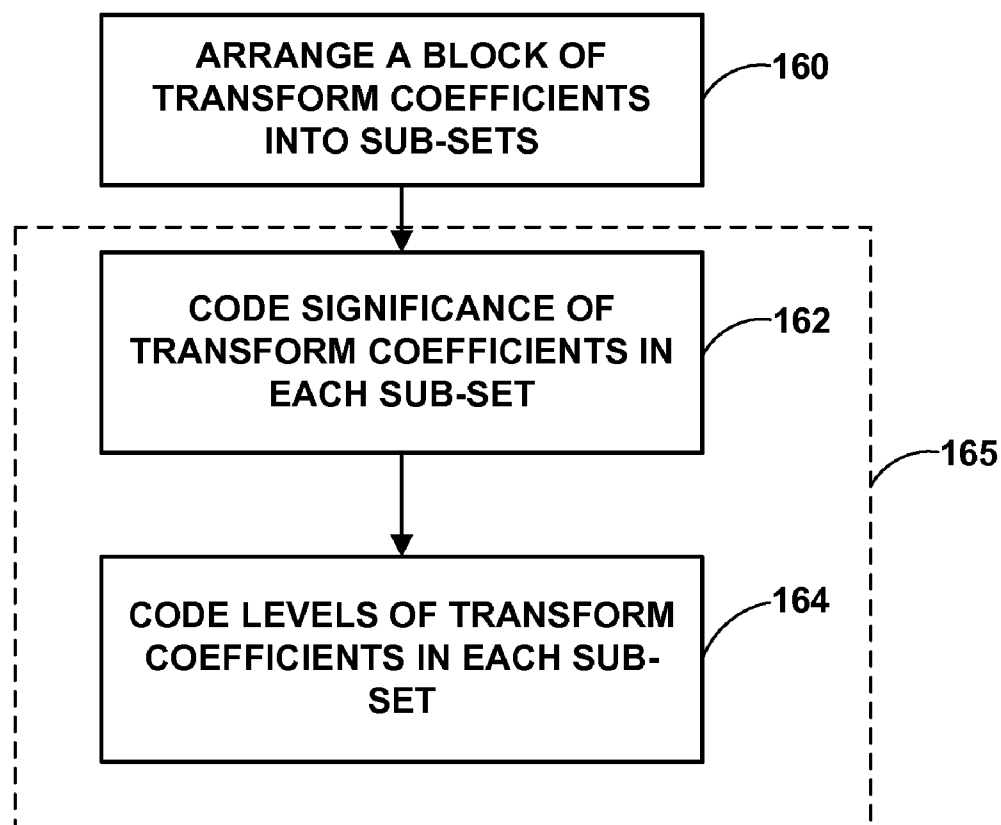 ARRANGE A BLOCK OF
TRANSFORM COEFFICIENTS
INTO SUB-SETS
160
CODE SIGNIFICANCE OF
TRANSFORM COEFFICIENTS IN
EACH SUB-SET
162
165
CODE LEVELS OF TRANSFORM
COEFFICIENTS IN EACH SUB-
SET
164